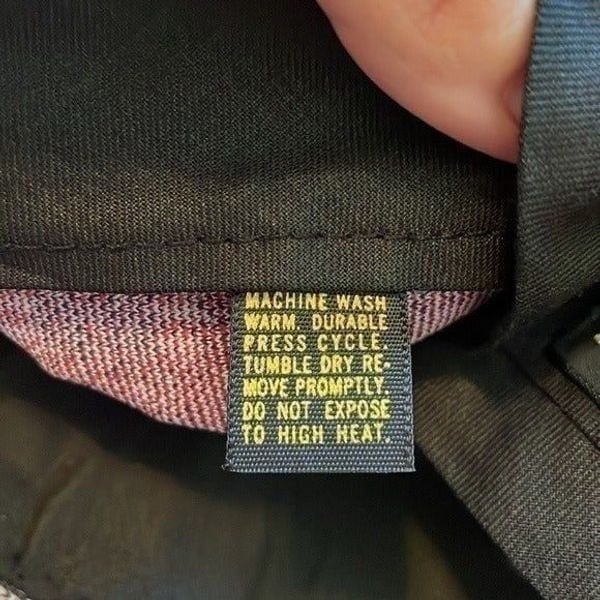 MACHINE WASH
WARM DURABLE
PRESS CYCLE.
TUMBLE DRY RE-
MOVE PROMPTLY.
DO NOT EXPOSE
TO HIGH HEAT.